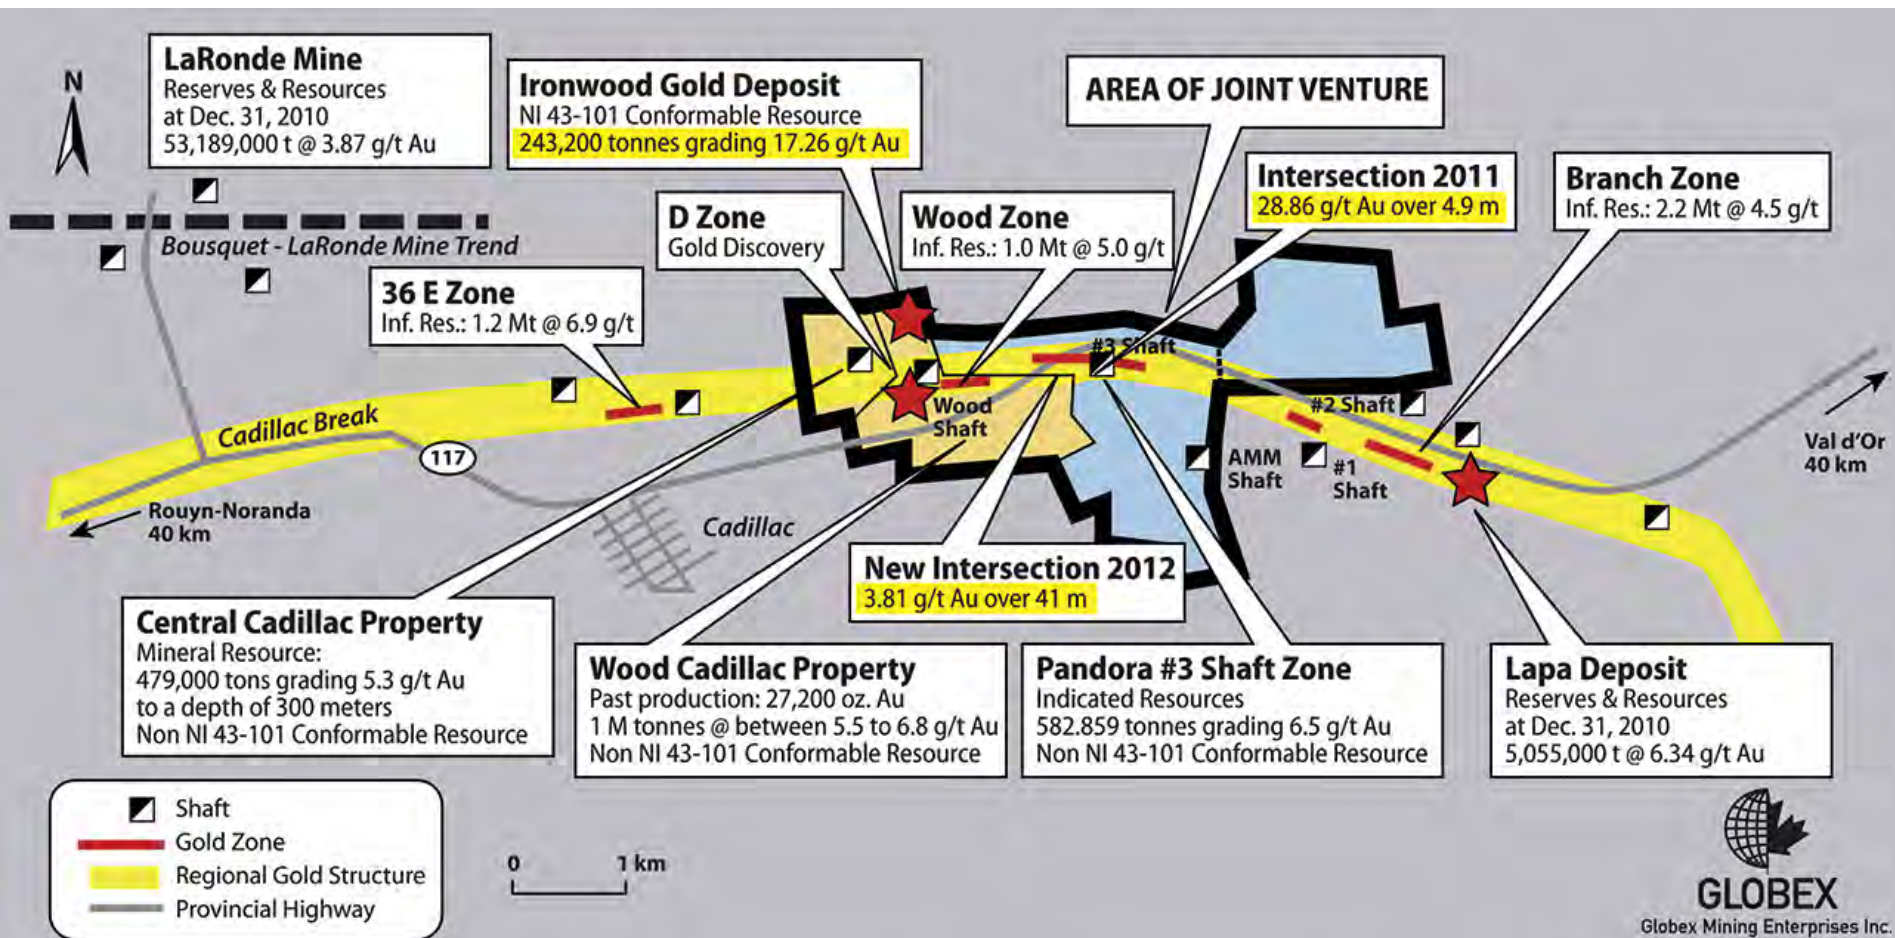 LaRonde Mine
Reserves & Resources
at Dec. 31, 2010
53,189,000 t @ 3.87 g/t Au
Ironwood Gold Deposit
NI 43-101 Conformable Resource
243,200 tonnes grading 17.26 g/t Au
AREA OF JOINT VENTURE
N
Intersection 2011
28.86 g/t Au over 4.9 m
Branch Zone
Inf. Res.: 2.2 Mt @ 4.5 g/t
D Zone
Gold Discovery
Wood Zone
Inf. Res.: 1.0 Mt @ 5.0 g/t
Bousquet - LaRonde Mine Trend
36 E Zone
Inf. Res.: 1.2 Mt @ 6.9 g/t
#3 Shaft
Cadillac Break
Wood
Shaft
#2 Shaft
117
AMM
Shaft
#1
Shaft
Val d'Or
40 km
Rouyn-Noranda
40 km
Cadillac
New Intersection 2012
3.81 g/t Au over 41 m
Central Cadillac Property
Mineral Resource:
479,000 tons grading 5.3 g/t Au
to a depth of 300 meters
Non NI 43-101 Conformable Resource
Wood Cadillac Property
Past production: 27,200 oz. Au
1 M tonnes @ between 5.5 to 6.8 g/t Au
Non NI 43-101 Conformable Resource
Pandora #3 Shaft Zone
Indicated Resources
582.859 tonnes grading 6.5 g/t Au
Non NI 43-101 Conformable Resource
Lapa Deposit
Reserves & Resources
at Dec. 31, 2010
5,055,000 t @ 6.34 g/t Au
Shaft
Gold Zone
Regional Gold Structure
Provincial Highway
0 1 km
GLOBEX
Globex Mining Enterprises Inc.